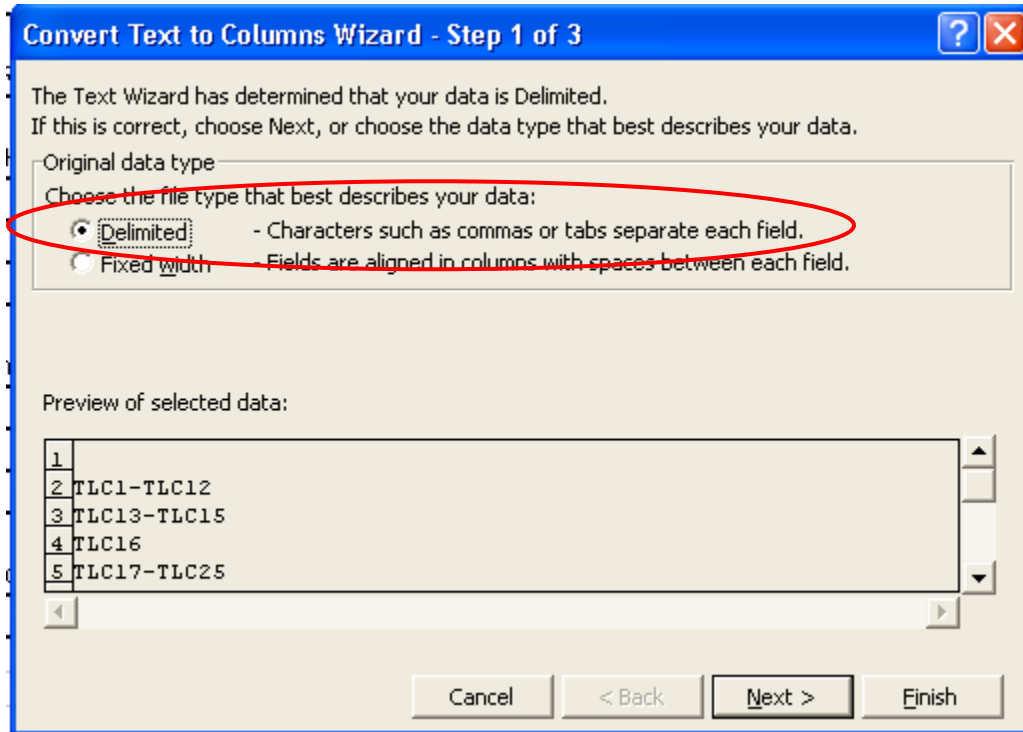 Convert Text to Columns Wizard - Step 1 of 3
The Text Wizard has determined that your data is Delimited.
If this is correct, choose Next, or choose the data type that best describes your data.
Original data type
Choose the file type that best describes your data:
Delimited - Characters such as commas or tabs separate each field.
Fixed width - Fields are aligned in columns with spaces between each field.
Preview of selected data:
1
2 TLC1-TLC12
3 TLC13-TLC15
4 TLC16
5 TLC17-TLC25
Cancel < Back Next > Finish